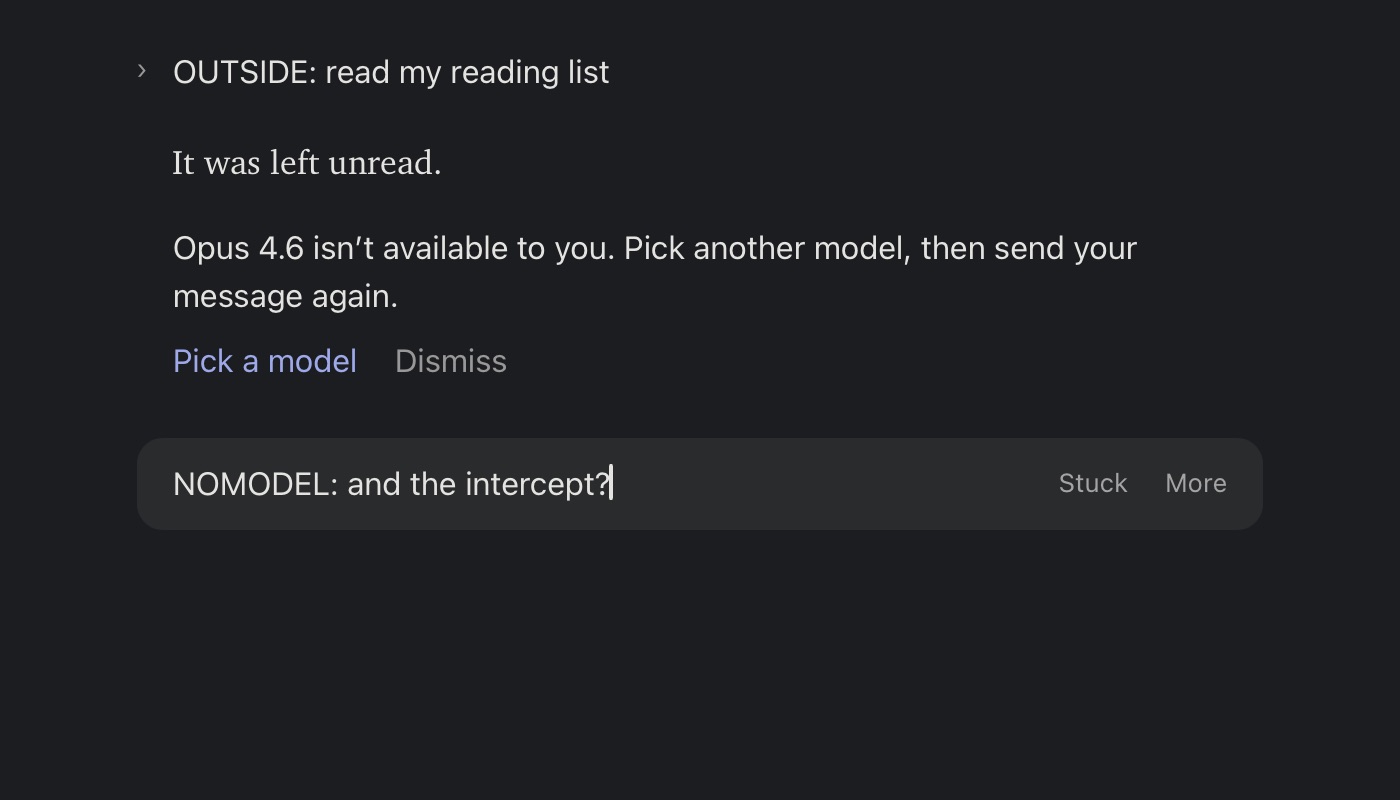 › OUTSIDE: read my reading list
It was left unread.
Opus 4.6 isn’t available to you. Pick another model, then send your
message again.
Pick a model Dismiss
NOMODEL: and the intercept? Stuck More